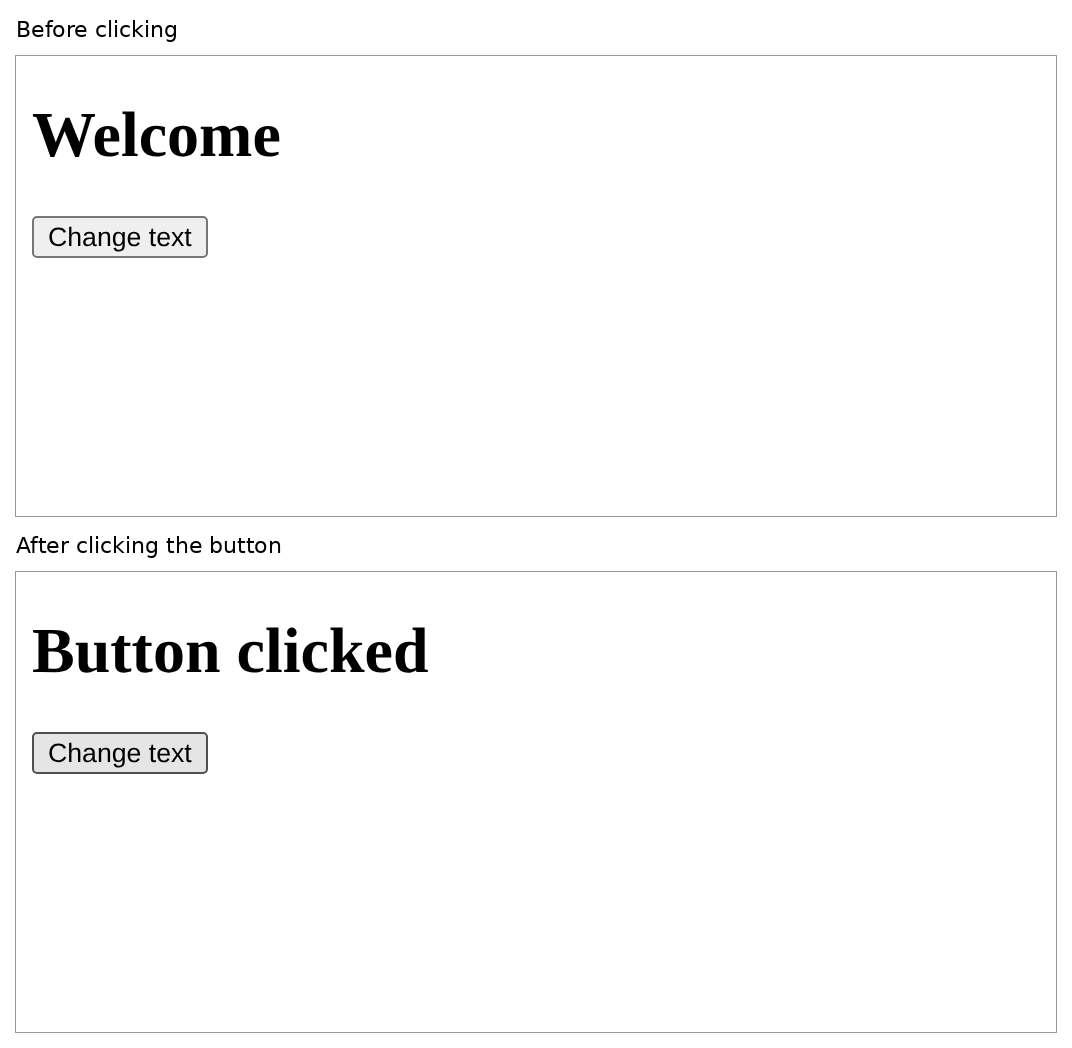 Before clicking
Welcome
Change text
After clicking the button
Button clicked
Change text